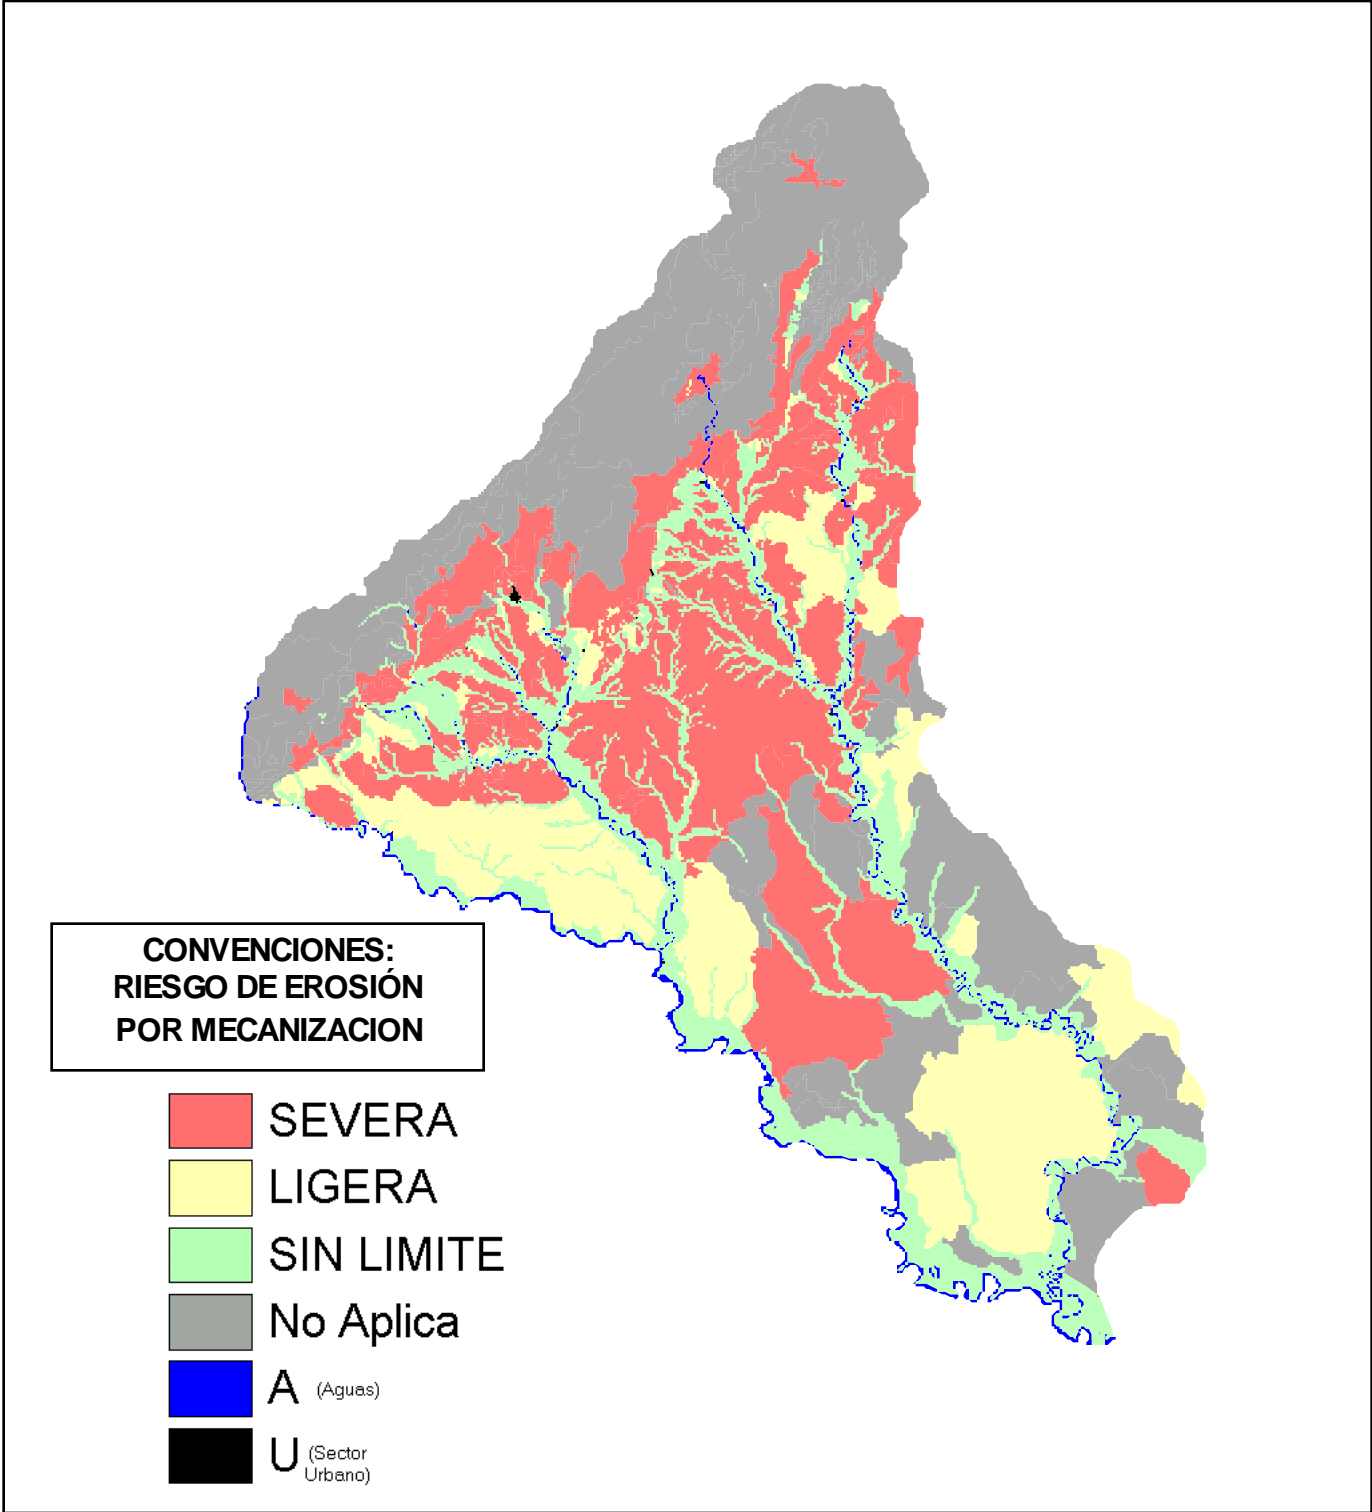 CONVENCIONES:
RIESGO DE EROSIÓN
POR MECANIZACION
SEVERA
LIGERA
SIN LIMITE
No Aplica
A (Aguas)
U (Sector
Urbano)